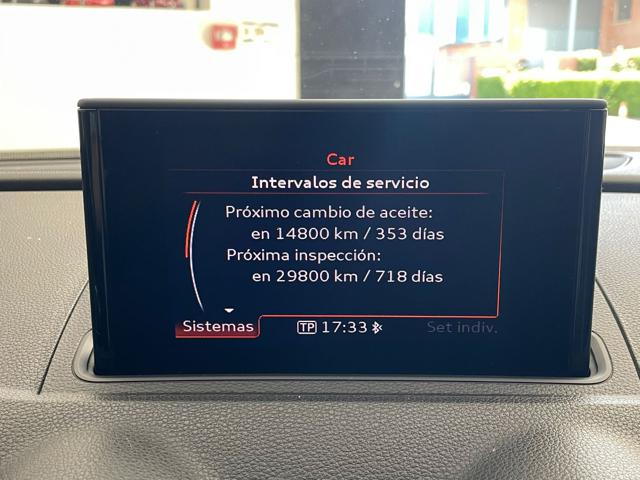 Car
Intervalos de servicio
Próximo cambio de aceite:
en 14800 km / 353 días
Próxima inspección:
en 29800 km / 718 días
Sistemas TP 17:33 Set indiv.